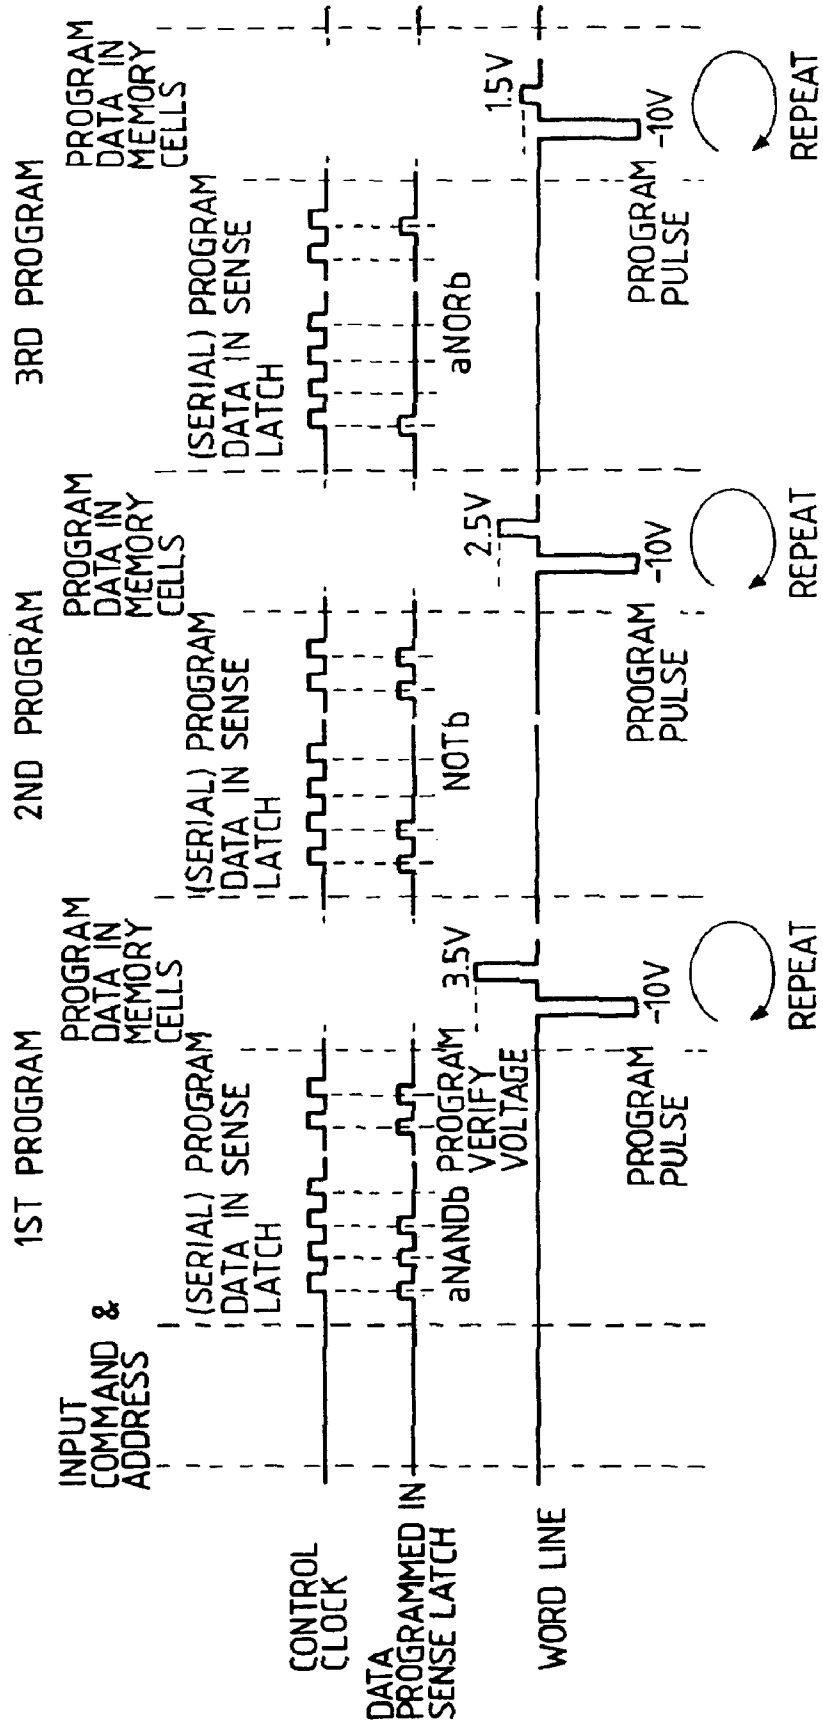 1ST PROGRAM
2ND PROGRAM
3RD PROGRAM
INPUT
COMMAND &
ADDRESS
(SERIAL) PROGRAM
DATA IN SENSE
LATCH
PROGRAM
DATA IN
MEMORY
CELLS
(SERIAL) PROGRAM
DATA IN SENSE
LATCH
PROGRAM
DATA IN
MEMORY
CELLS
(SERIAL) PROGRAM
DATA IN SENSE
LATCH
PROGRAM
DATA IN
MEMORY
CELLS
CONTROL
CLOCK
DATA
PROGRAMMED IN
SENSE LATCH
aNANDb
NOTb
aNORb
PROGRAM
VERIFY
VOLTAGE
3.5V
2.5V
1.5V
WORD LINE
PROGRAM
PULSE
-10V
PROGRAM
PULSE
-10V
PROGRAM
PULSE
-10V
REPEAT
REPEAT
REPEAT